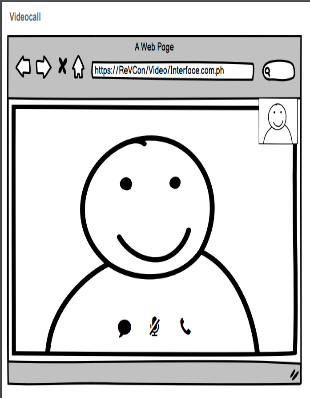 Videocall
A Web Page
https://ReVCon/Video/Interface.com.ph